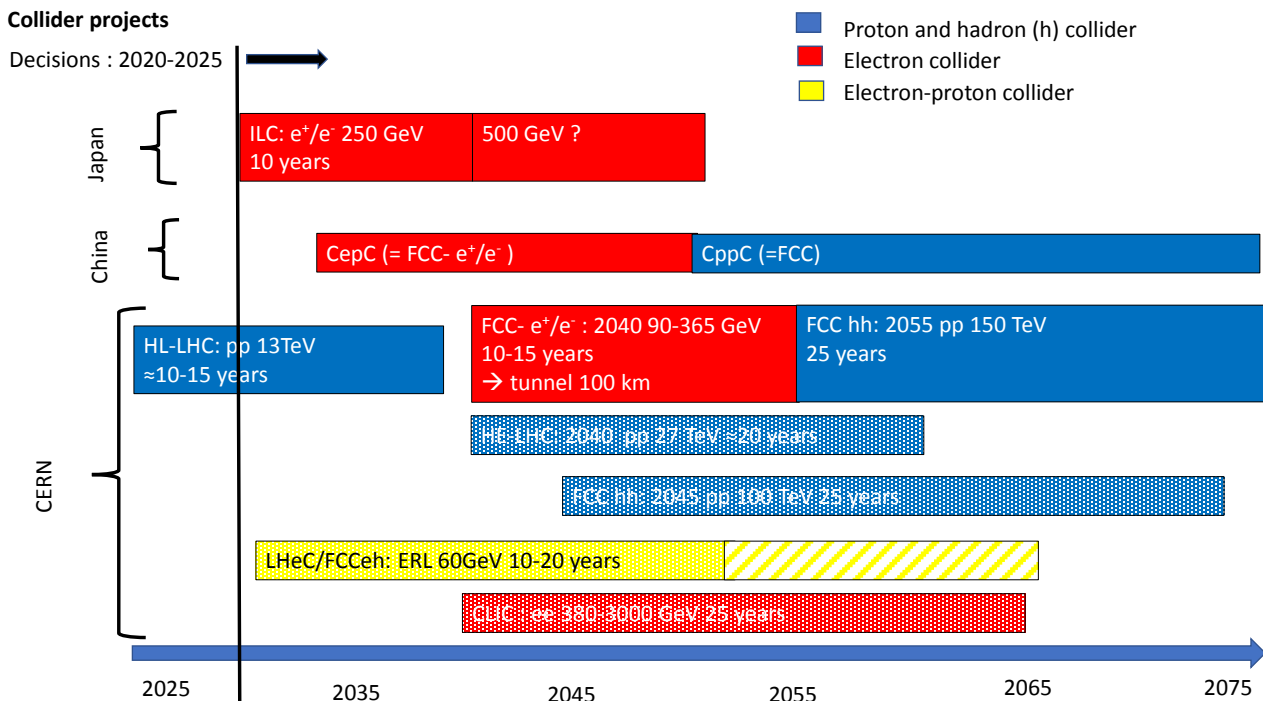 Collider projects
Decisions : 2020-2025
Proton and hadron (h) collider
Electron collider
Electron-proton collider
Japan
ILC: e⁺/e⁻ 250 GeV
10 years
500 GeV ?
China
CepC (= FCC- e⁺/e⁻ )
CppC (=FCC)
CERN
HL-LHC: pp 13TeV
≈10-15 years
FCC- e⁺/e⁻ : 2040 90-365 GeV
10-15 years
→ tunnel 100 km
FCC hh: 2055 pp 150 TeV
25 years
HE-LHC: 2040 pp 27 TeV ≈20 years
FCC hh: 2045 pp 100 TeV 25 years
LHeC/FCCeh: ERL 60GeV 10-20 years
CLIC : ee 380-3000 GeV 25 years
2025
2035
2045
2055
2065
2075